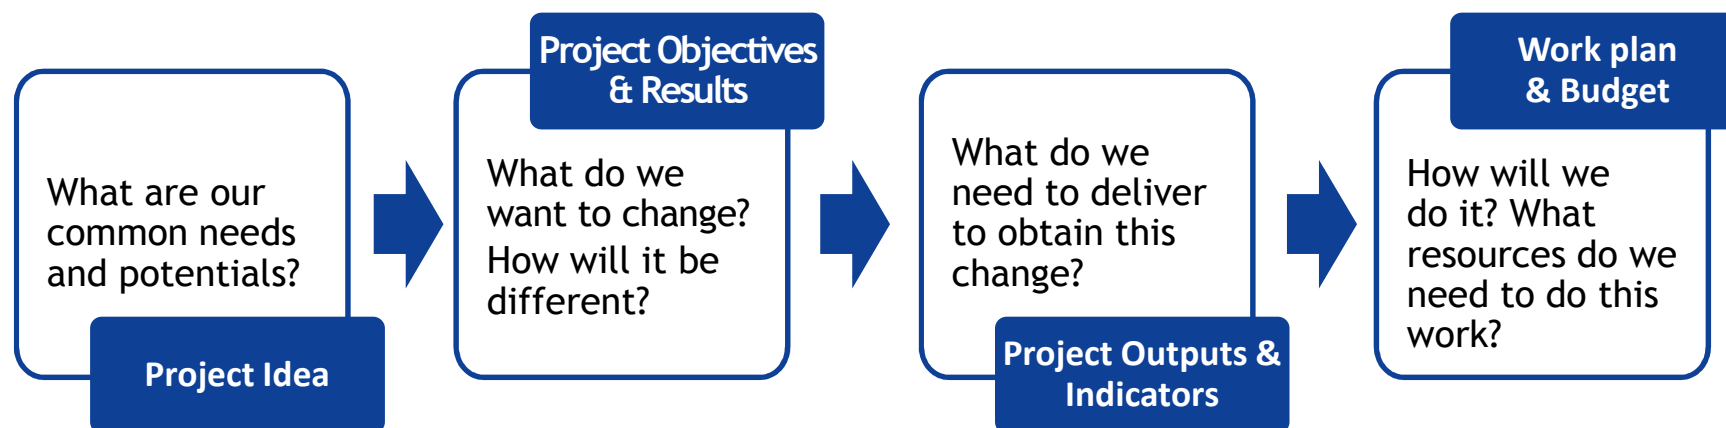 What are our
common needs
and potentials?
Project Idea
Project Objectives
& Results
What do we
want to change?
How will it be
different?
What do we
need to deliver
to obtain this
change?
Project Outputs &
Indicators
Work plan
& Budget
How will we
do it? What
resources do we
need to do this
work?